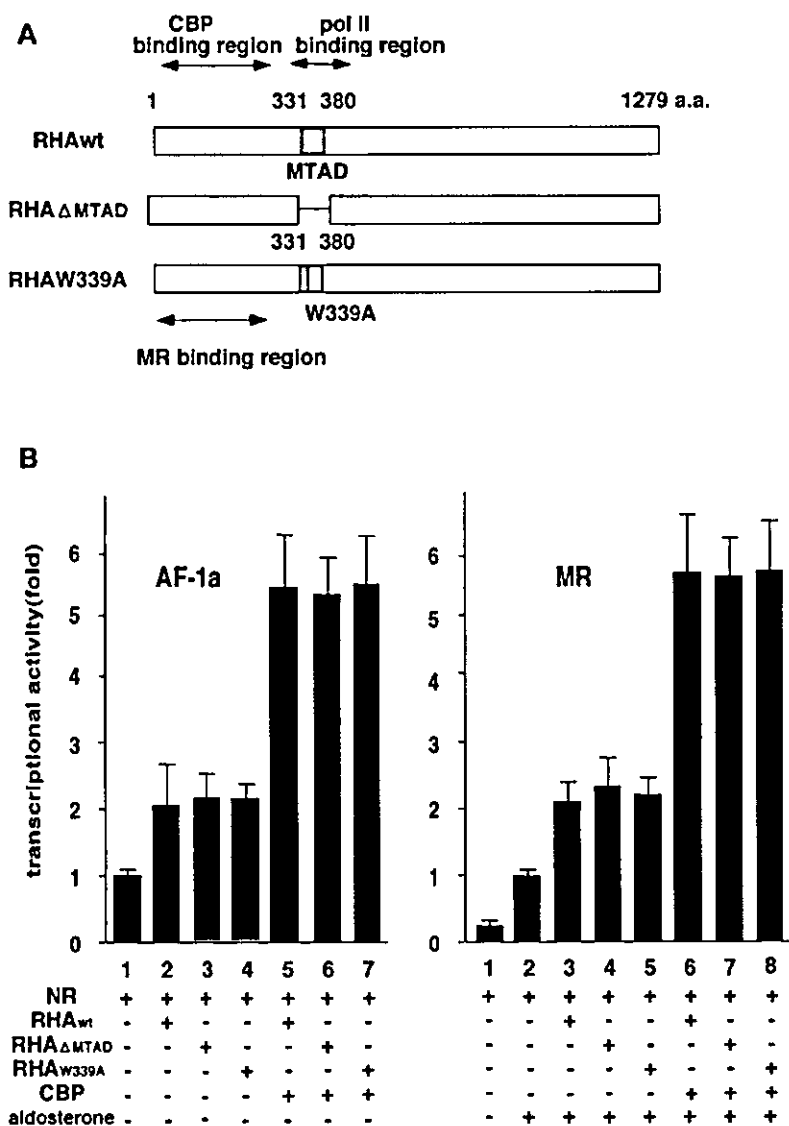 A
CBP binding region
pol II binding region
1 331 380 1279 a.a.
RHAwt
MTAD
RHAΔMTAD
331 380
RHAW339A
W339A
MR binding region
B
transcriptional activity(fold)
AF-1a
6
5
4
3
2
1
0
1 2 3 4 5 6 7
MR
6
5
4
3
2
1
0
1 2 3 4 5 6 7 8
NR + + + + + + + + + + + + + + +
RHAwt - + - - + - - - - + - - + - -
RHAΔMTAD - - + - - + - - - - + - - + -
RHAW339A - - - + - - + - - - - + - - +
CBP - - - - + + + - - - - - + + +
aldosterone - - - - - - - - + + + + + + +